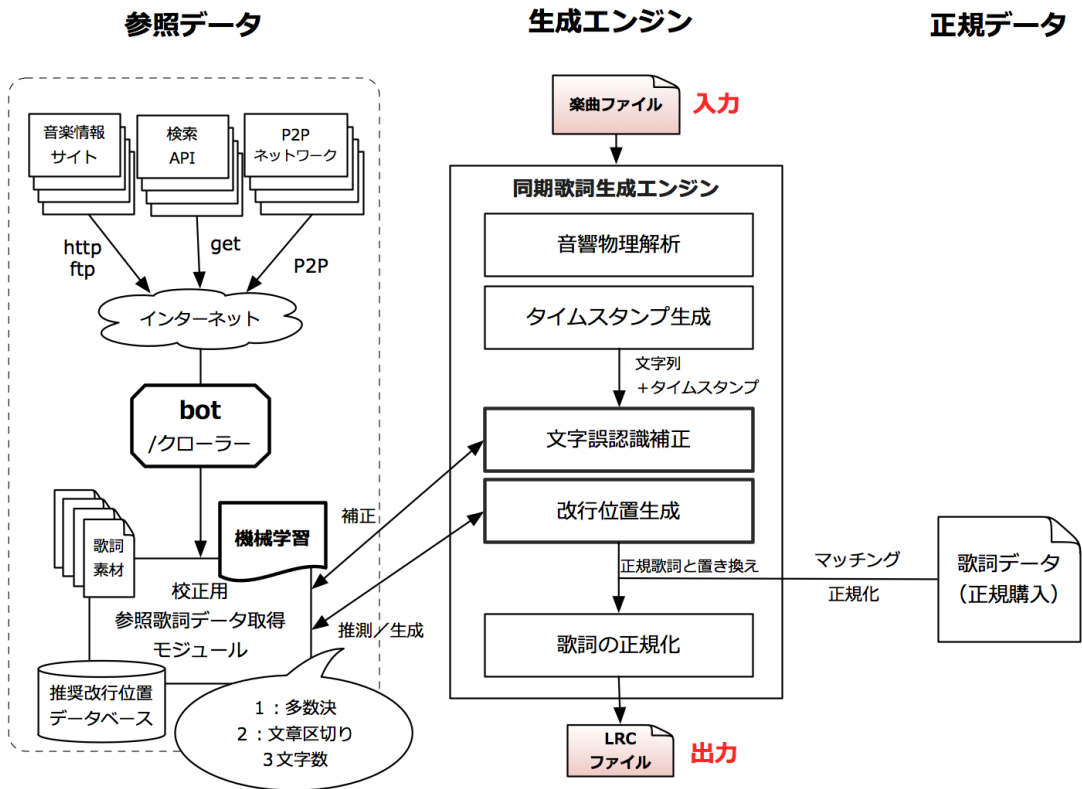 参照データ
生成エンジン
正規データ
音楽情報
サイト
検索
API
P2P
ネットワーク
http
ftp
get
P2P
インターネット
bot
/クローラー
歌詞
素材
機械学習
校正用
参照歌詞データ取得
モジュール
推奨改行位置
データベース
1：多数決
2：文章区切り
3文字数
補正
推測／生成
楽曲ファイル
入力
同期歌詞生成エンジン
音響物理解析
タイムスタンプ生成
文字列
＋タイムスタンプ
文字誤認識補正
改行位置生成
正規歌詞と置き換え
歌詞の正規化
LRC
ファイル
出力
マッチング
正規化
歌詞データ
（正規購入）